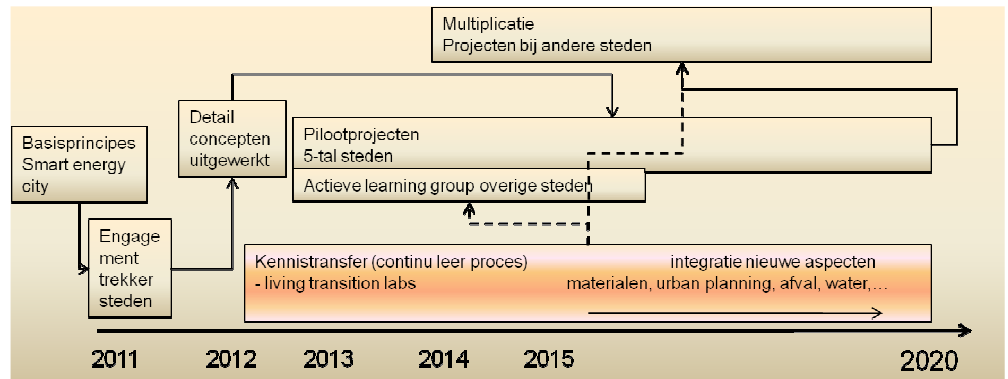 Multiplicatie
Projecten bij andere steden
Detail
concepten
uitgewerkt
Basisprincipes
Smart energy
city
Pilootprojecten
5-tal steden
Actieve learning group overige steden
Engage
ment
trekker
steden
Kennistransfer (continu leer proces)
- living transition labs
integratie nieuwe aspecten
materialen, urban planning, afval, water,...
2011 2012 2013 2014 2015 2020